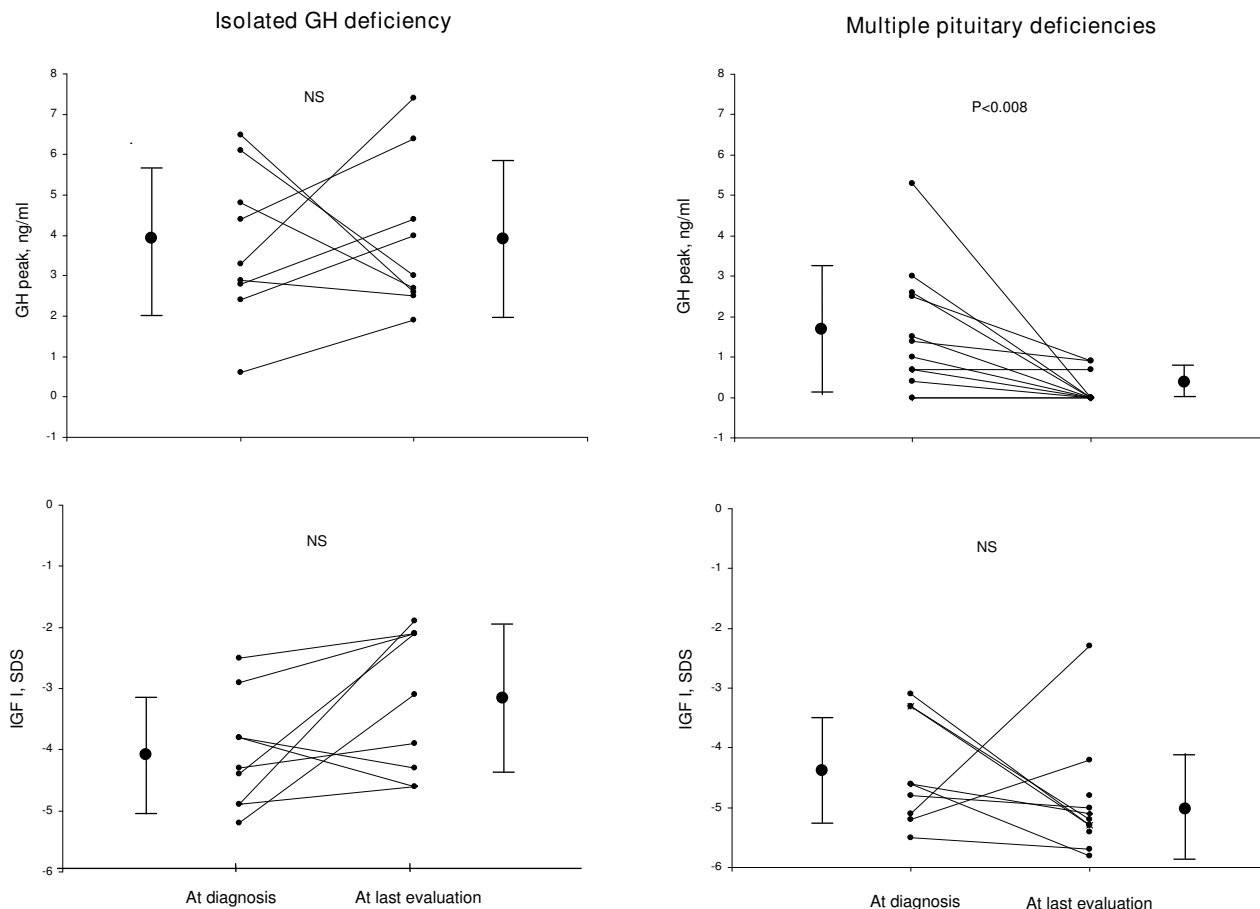 Isolated GH deficiency
GH peak, ng/ml
8
7
6
5
4
3
2
1
0
-1
NS
Multiple pituitary deficiencies
GH peak, ng/ml
8
7
6
5
4
3
2
1
0
-1
P<0.008
IGF I, SDS
0
-1
-2
-3
-4
-5
-6
NS
At diagnosis
At last evaluation
IGF I, SDS
0
-1
-2
-3
-4
-5
-6
NS
At diagnosis
At last evaluation